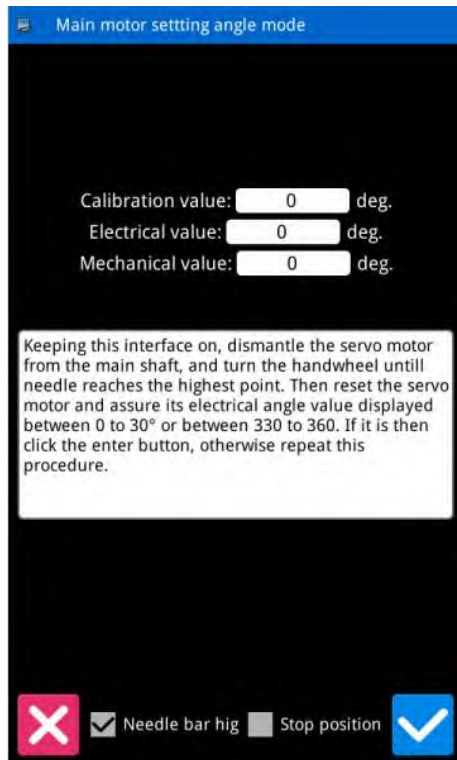 Main motor settting angle mode
Calibration value: 0 deg.
Electrical value: 0 deg.
Mechanical value: 0 deg.
Keeping this interface on, dismantle the servo motor
from the main shaft, and turn the handwheel untill
needle reaches the highest point. Then reset the servo
motor and assure its electrical angle value displayed
between 0 to 30° or between 330 to 360. If it is then
click the enter button, otherwise repeat this
procedure.
Needle bar hig Stop position